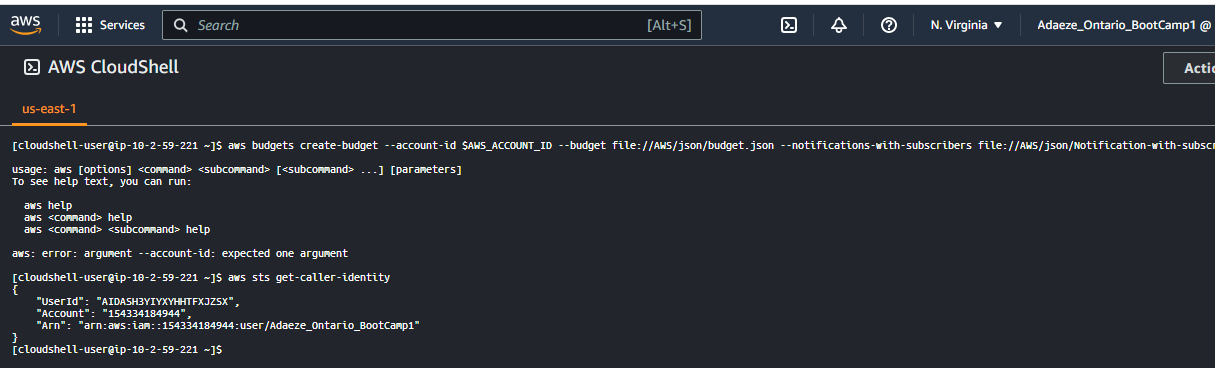 aws Services Search [Alt+S] N. Virginia Adaeze_Ontario_BootCamp1 @
AWS CloudShell Actio
us-east-1
[cloudshell-user@ip-10-2-59-221 ~]$ aws budgets create-budget --account-id $AWS_ACCOUNT_ID --budget file://AWS/json/budget.json --notifications-with-subscribers file://AWS/json/Notification-with-subscr
usage: aws [options] <command> <subcommand> [<subcommand> ...] [parameters]
To see help text, you can run:
aws help
aws <command> help
aws <command> <subcommand> help
aws: error: argument --account-id: expected one argument
[cloudshell-user@ip-10-2-59-221 ~]$ aws sts get-caller-identity
{
"UserId": "AIDASH3YIYXYHHTFXJZSX",
"Account": "154334184944",
"Arn": "arn:aws:iam::154334184944:user/Adaeze_Ontario_BootCamp1"
}
[cloudshell-user@ip-10-2-59-221 ~]$